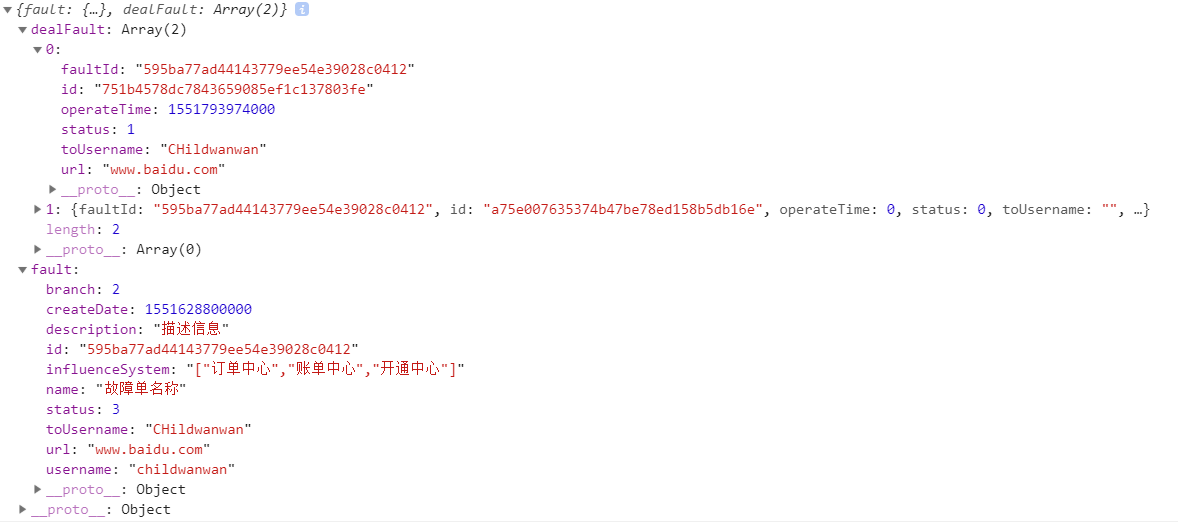 {fault: {…}, dealFault: Array(2)} i
dealFault: Array(2)
0:
faultId: "595ba77ad44143779ee54e39028c0412"
id: "751b4578dc7843659085ef1c137803fe"
operateTime: 1551793974000
status: 1
toUsername: "CHildwanwan"
url: "www.baidu.com"
__proto__: Object
1: {faultId: "595ba77ad44143779ee54e39028c0412", id: "a75e007635374b47be78ed158b5db16e", operateTime: 0, status: 0, toUsername: "", …}
length: 2
__proto__: Array(0)
fault:
branch: 2
createDate: 1551628800000
description: "描述信息"
id: "595ba77ad44143779ee54e39028c0412"
influenceSystem: "["订单中心","账单中心","开通中心"]"
name: "故障单名称"
status: 3
toUsername: "CHildwanwan"
url: "www.baidu.com"
username: "childwanwan"
__proto__: Object
__proto__: Object